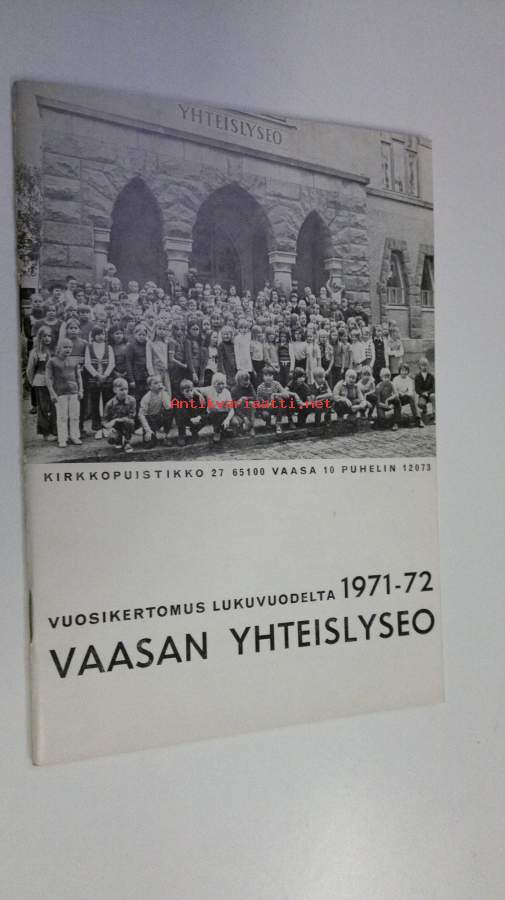 YHTEISLYSEO
Antikvariaatti.net
KIRKKOPUISTIKKO 27 65100 VAASA 10 PUHELIN 12073
VUOSIKERTOMUS LUKUVUODELTA 1971-72
VAASAN YHTEISLYSEO